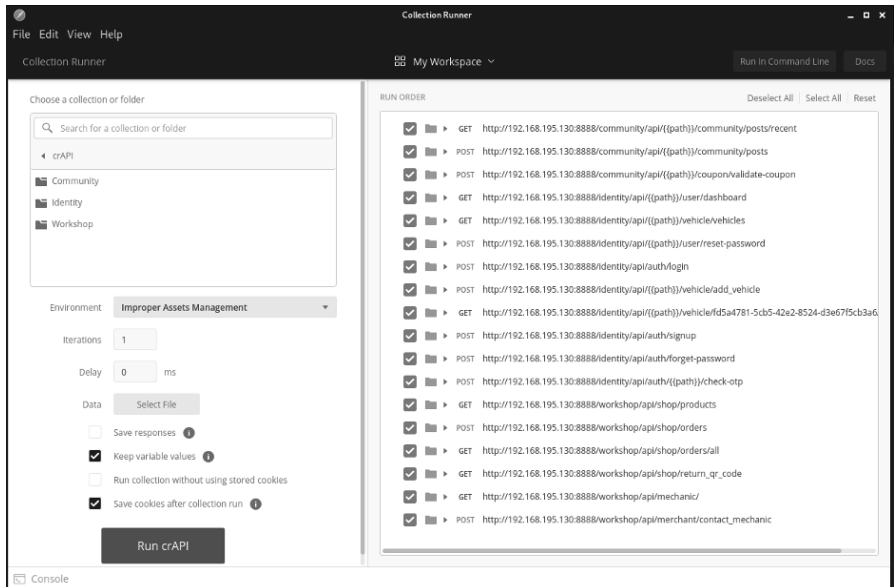 Collection Runner
File Edit View Help
Collection Runner
My Workspace
Run In Command Line
Docs
Choose a collection or folder
Search for a collection or folder
crAPI
Community
Identity
Workshop
Environment Improper Assets Management
Iterations 1
Delay 0 ms
Data Select File
Save responses
Keep variable values
Run collection without using stored cookies
Save cookies after collection run
Run crAPI
RUN ORDER
Deselect All Select All Reset
GET http://192.168.195.130:8888/community/api/{{path}}/community/posts/recent
POST http://192.168.195.130:8888/community/api/{{path}}/community/posts
POST http://192.168.195.130:8888/community/api/{{path}}/coupon/validate-coupon
GET http://192.168.195.130:8888/identity/api/{{path}}/user/dashboard
GET http://192.168.195.130:8888/identity/api/{{path}}/vehicle/vehicles
POST http://192.168.195.130:8888/identity/api/{{path}}/user/reset-password
POST http://192.168.195.130:8888/identity/api/auth/login
POST http://192.168.195.130:8888/identity/api/{{path}}/vehicle/add_vehicle
GET http://192.168.195.130:8888/identity/api/{{path}}/vehicle/fd5a4781-5cb5-42e2-8524-d3e67f5cb3a6.
POST http://192.168.195.130:8888/identity/api/auth/signup
POST http://192.168.195.130:8888/identity/api/auth/forget-password
POST http://192.168.195.130:8888/identity/api/auth/{{path}}/check-otp
GET http://192.168.195.130:8888/workshop/api/shop/products
POST http://192.168.195.130:8888/workshop/api/shop/orders
GET http://192.168.195.130:8888/workshop/api/shop/orders/all
GET http://192.168.195.130:8888/workshop/api/shop/return_qr_code
GET http://192.168.195.130:8888/workshop/api/mechanic/
POST http://192.168.195.130:8888/workshop/api/merchant/contact_mechanic
Console